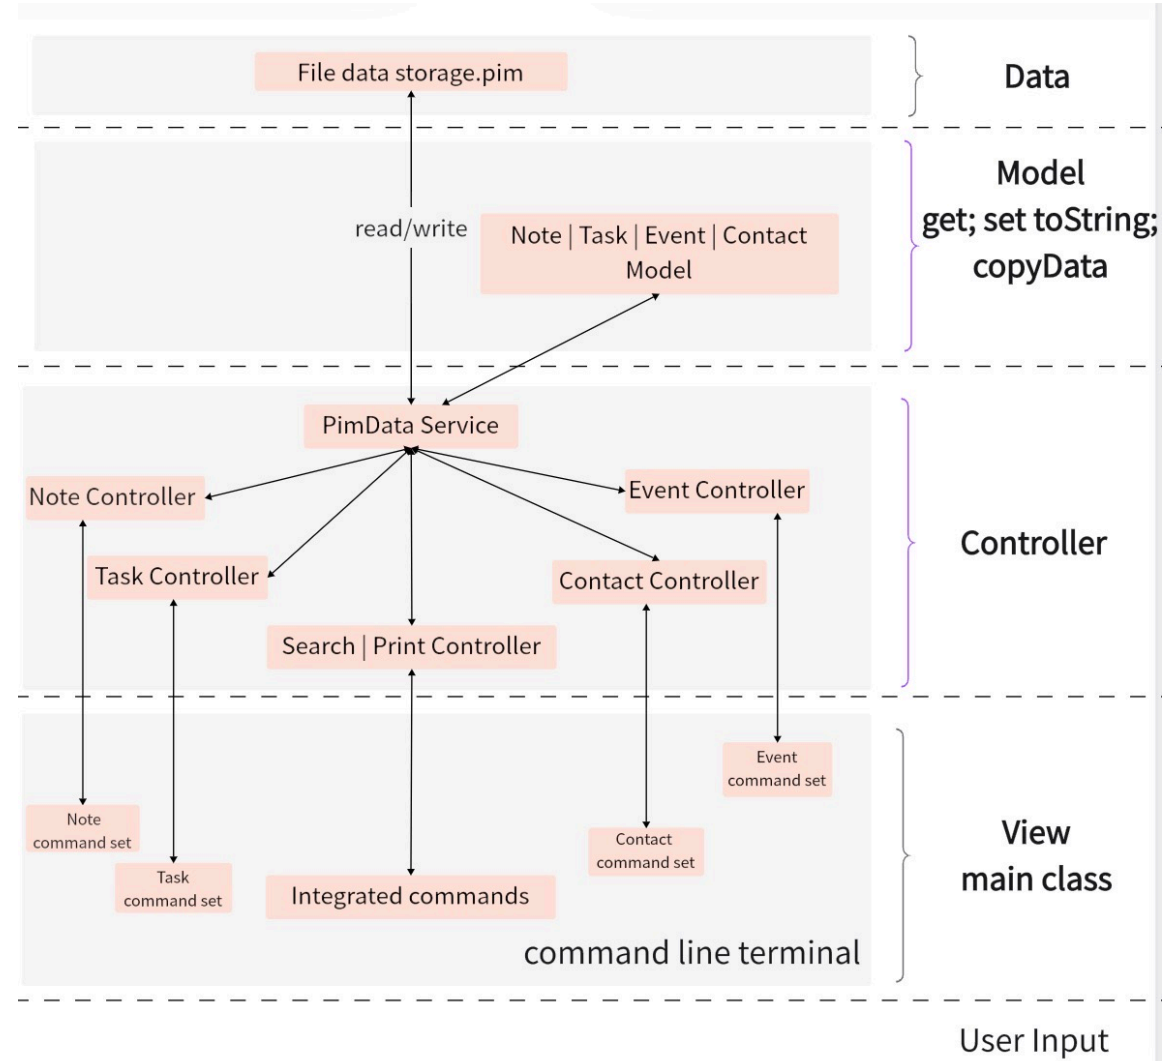 File data storage.pim
Data
read/write
Note | Task | Event | Contact
Model
Model
get; set toString;
copyData
PimData Service
Note Controller
Event Controller
Task Controller
Contact Controller
Search | Print Controller
Controller
Event
command set
Note
command set
Contact
command set
Task
command set
Integrated commands
command line terminal
View
main class
User Input